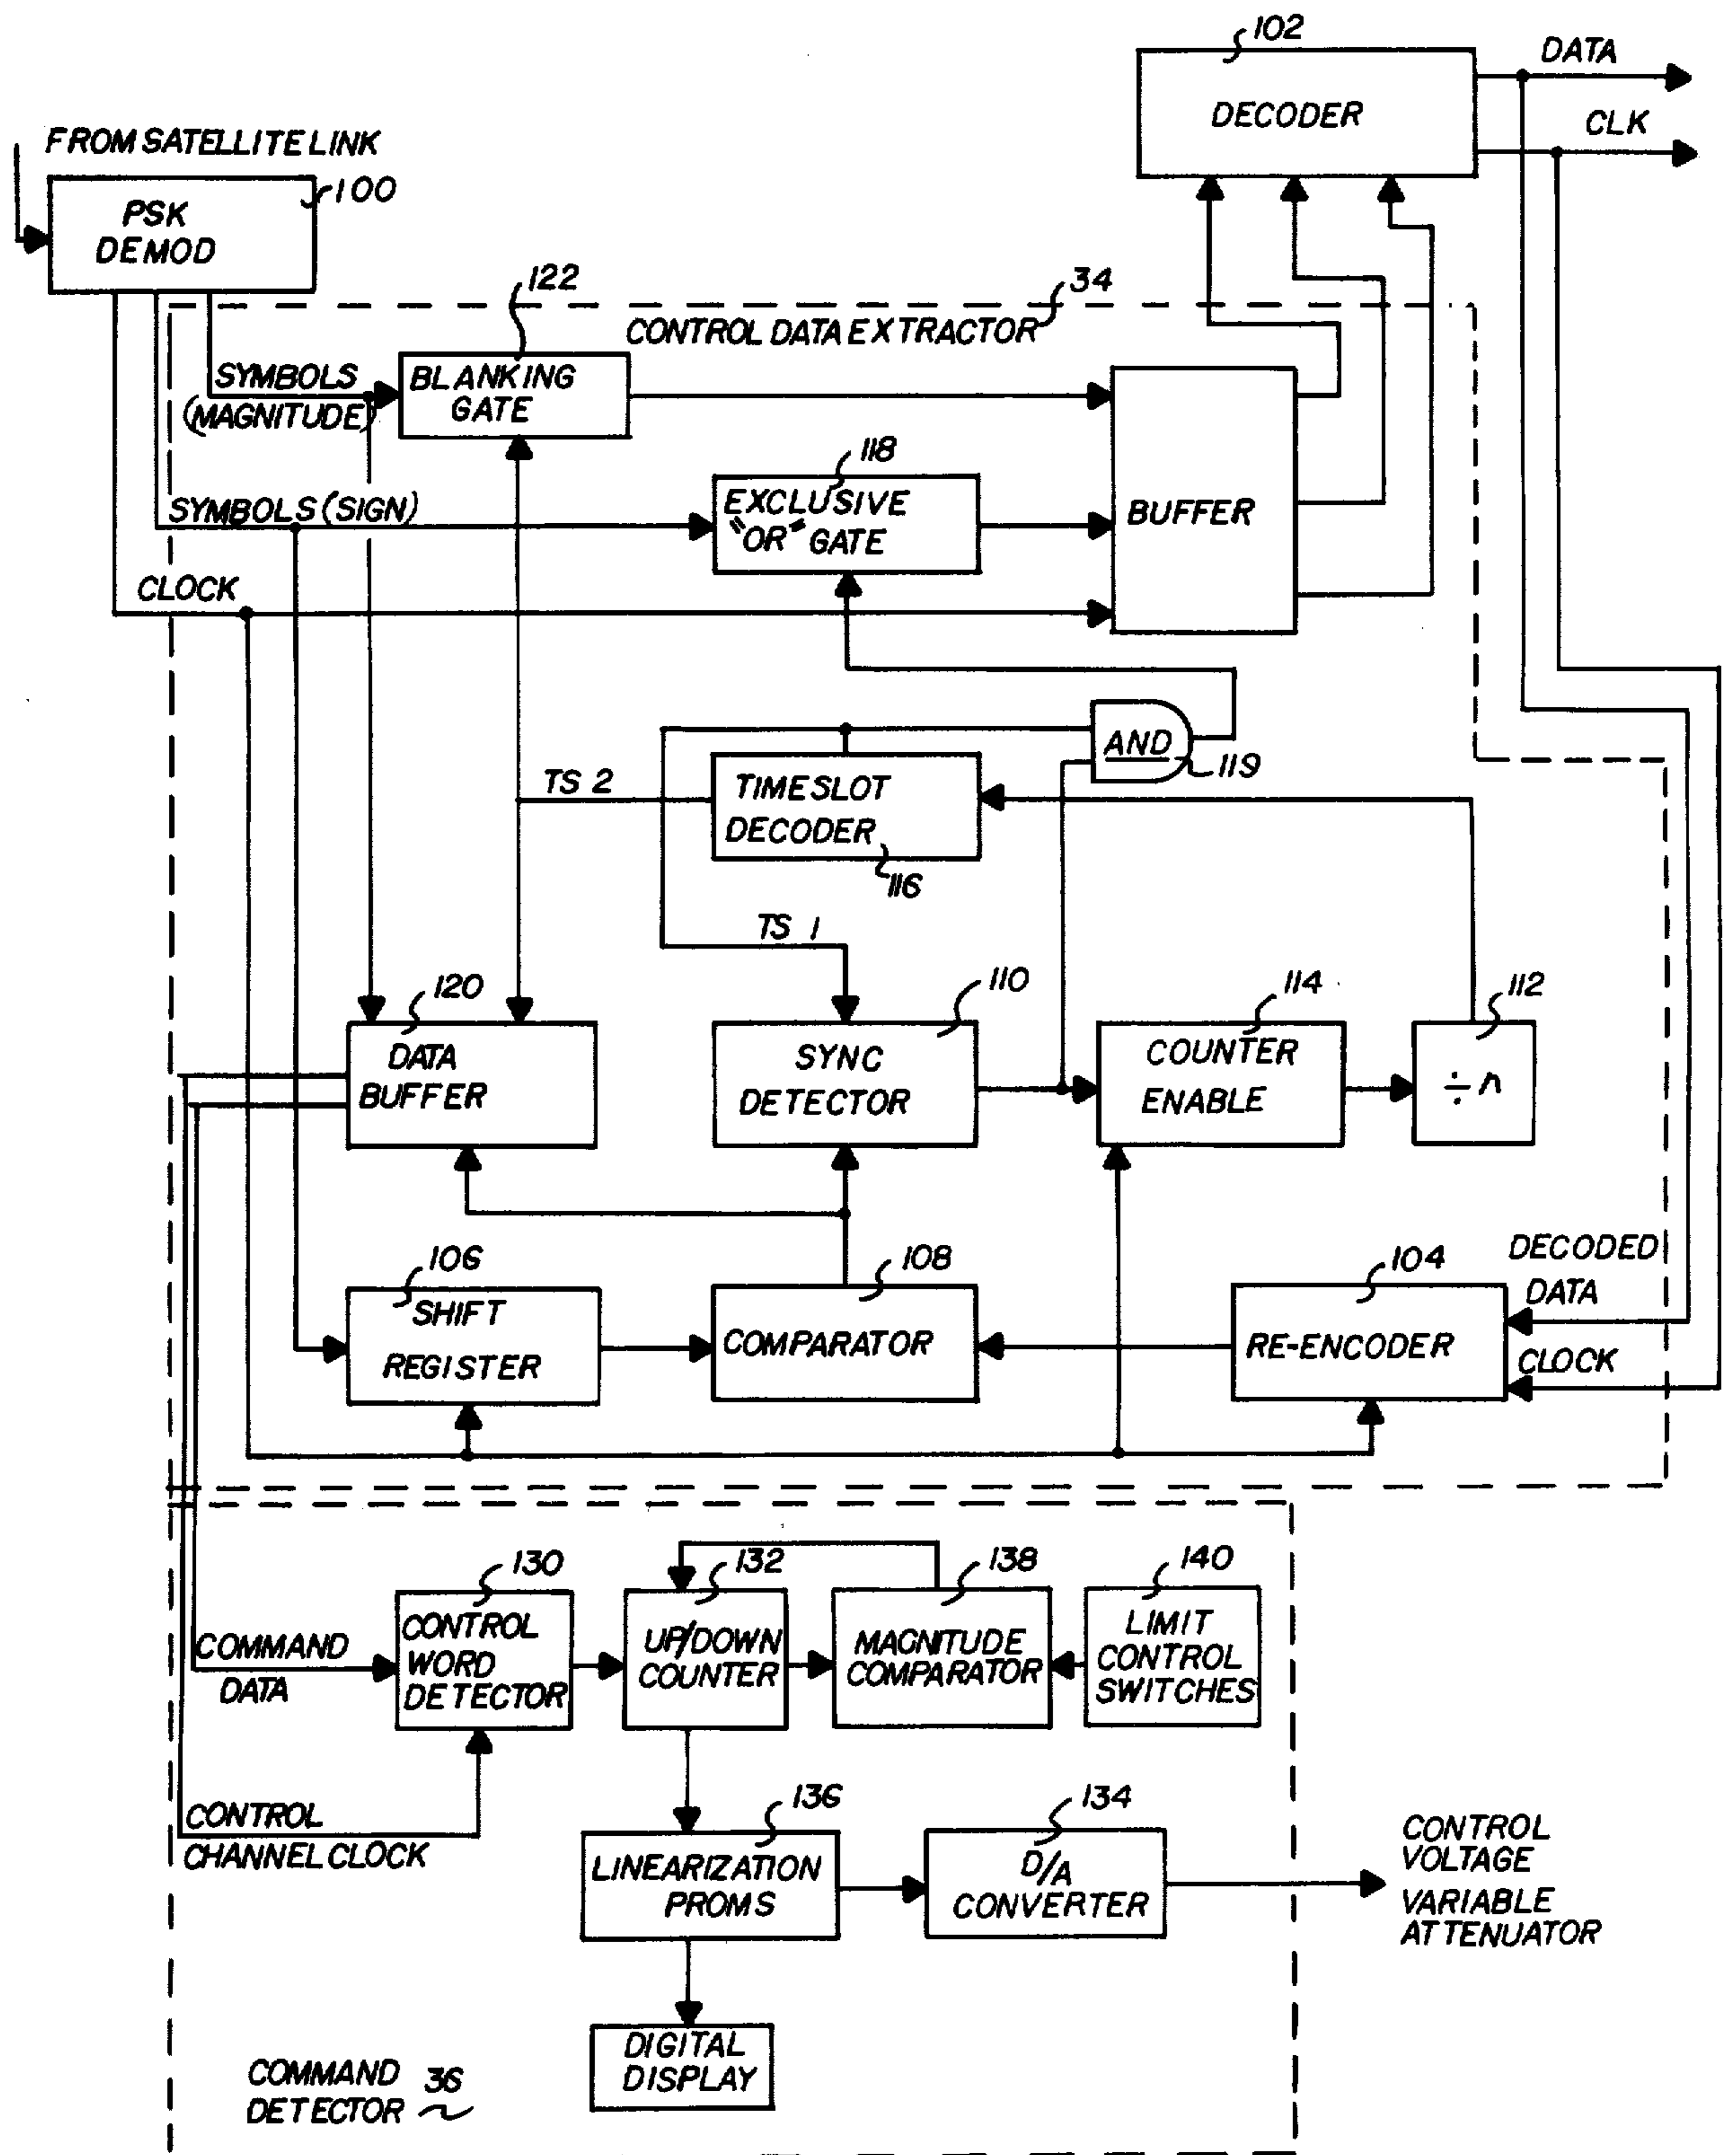 102
DATA
DECODER
CLK
FROM SATELLITE LINK
100
PSK
DEMOD
122
34
CONTROL DATA EXTRACTOR
SYMBOLS
(MAGNITUDE)
BLANKING
GATE
118
SYMBOLS (SIGN)
EXCLUSIVE
"OR" GATE
BUFFER
CLOCK
AND
119
TS 2
TIMESLOT
DECODER
116
TS 1
120
110
114
112
DATA
BUFFER
SYNC
DETECTOR
COUNTER
ENABLE
÷ n
106
108
104
DECODED
DATA
SHIFT
REGISTER
COMPARATOR
RE-ENCODER
CLOCK
130
132
138
140
CONTROL
WORD
DETECTOR
UP/DOWN
COUNTER
MAGNITUDE
COMPARATOR
LIMIT
CONTROL
SWITCHES
COMMAND
DATA
136
134
CONTROL
CHANNEL CLOCK
LINEARIZATION
PROMS
D/A
CONVERTER
CONTROL
VOLTAGE
VARIABLE
ATTENUATOR
DIGITAL
DISPLAY
COMMAND 36
DETECTOR